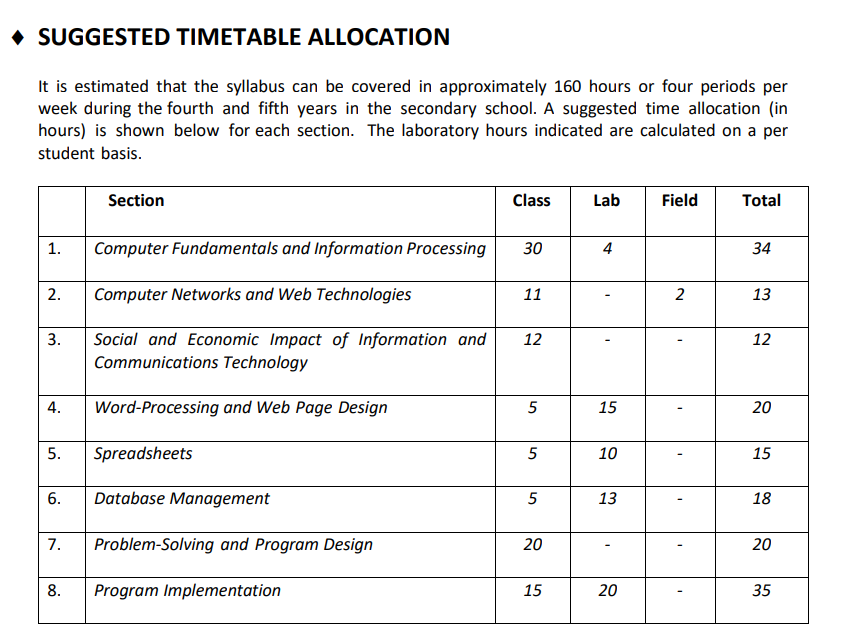 ♦ SUGGESTED TIMETABLE ALLOCATION
It is estimated that the syllabus can be covered in approximately 160 hours or four periods per
week during the fourth and fifth years in the secondary school. A suggested time allocation (in
hours) is shown below for each section. The laboratory hours indicated are calculated on a per
student basis.
Section Class Lab Field Total
1. Computer Fundamentals and Information Processing 30 4 34
2. Computer Networks and Web Technologies 11 - 2 13
3. Social and Economic Impact of Information and 12 - - 12
Communications Technology
4. Word-Processing and Web Page Design 5 15 - 20
5. Spreadsheets 5 10 - 15
6. Database Management 5 13 - 18
7. Problem-Solving and Program Design 20 - - 20
8. Program Implementation 15 20 - 35